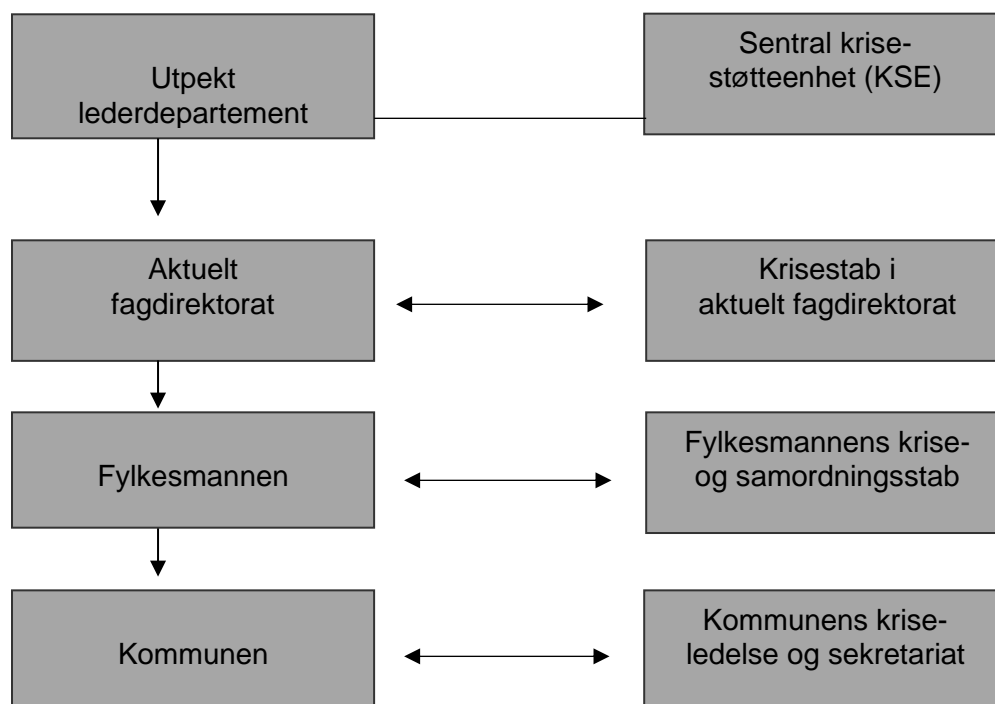 Utpekt
lederdepartement
Sentral krise-
støtteenhet (KSE)
Aktuelt
fagdirektorat
Krisestab i
aktuelt fagdirektorat
Fylkesmannen
Fylkesmannens krise-
og samordningsstab
Kommunen
Kommunens krise-
ledelse og sekretariat